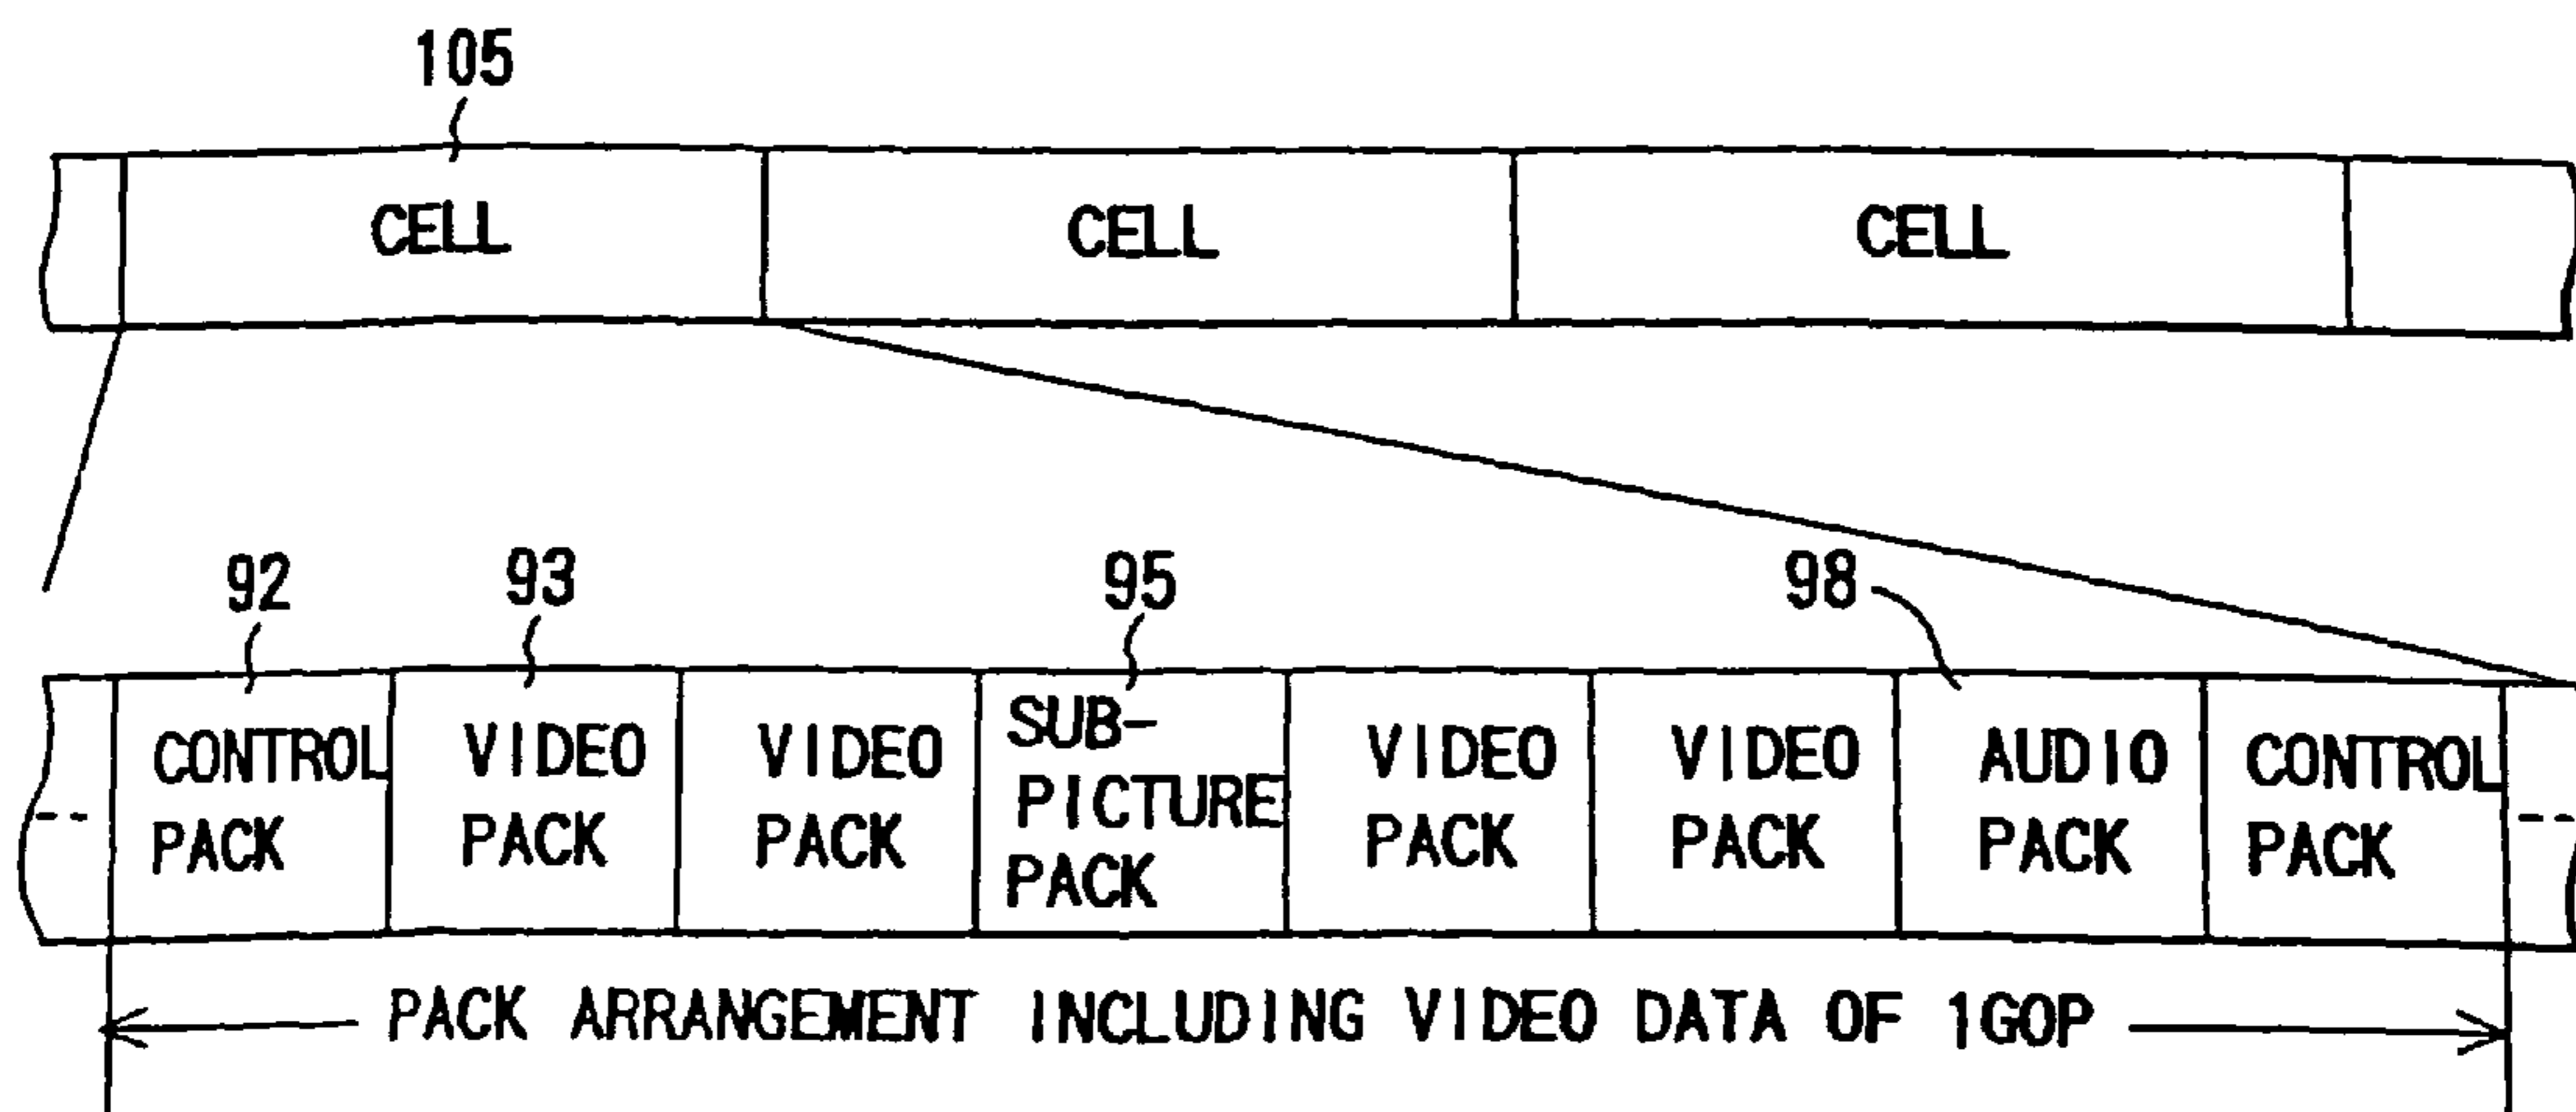 105
CELL CELL CELL
92 93 95 98
CONTROL PACK
VIDEO PACK
VIDEO PACK
SUB-PICTURE PACK
VIDEO PACK
VIDEO PACK
AUDIO PACK
CONTROL PACK
PACK ARRANGEMENT INCLUDING VIDEO DATA OF 1GOP